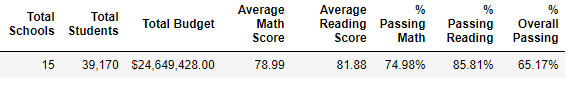 Average Average % % %
Total Total Total Budget Math Reading Passing Passing Overall
Schools Students Score Score Math Reading Passing
15 39,170 $24,649,428.00 78.99 81.88 74.98% 85.81% 65.17%